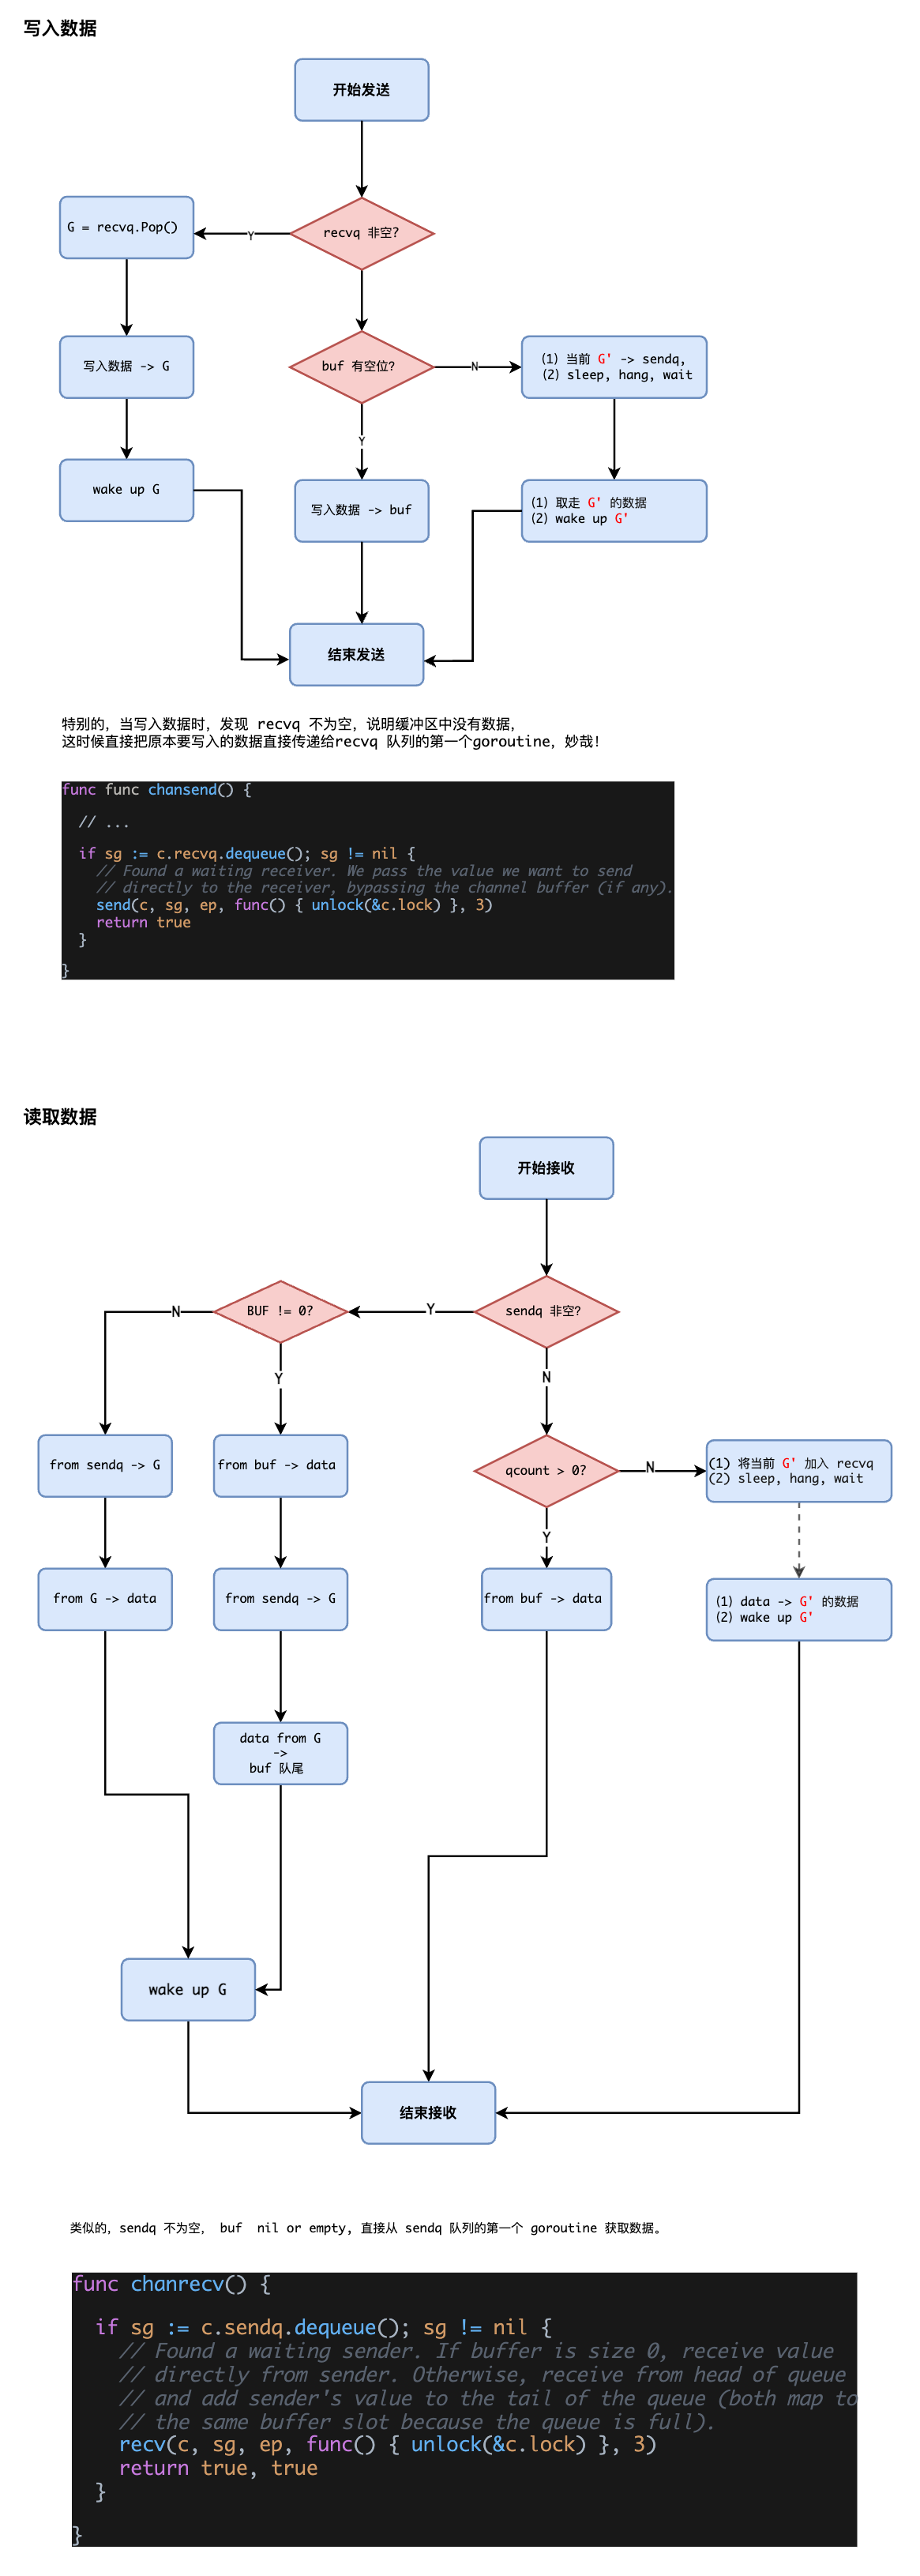 写入数据
开始发送
recvq 非空?
Y
G = recvq.Pop()
buf 有空位?
N
(1) 当前 G' -> sendq,
(2) sleep, hang, wait
写入数据 -> G
Y
wake up G
写入数据 -> buf
(1) 取走 G' 的数据
(2) wake up G'
结束发送
特别的, 当写入数据时, 发现 recvq 不为空, 说明缓冲区中没有数据,
这时候直接把原本要写入的数据直接传递给recvq 队列的第一个goroutine, 妙哉!
func func chansend() {
// ...
if sg := c.recvq.dequeue(); sg != nil {
// Found a waiting receiver. We pass the value we want to send
// directly to the receiver, bypassing the channel buffer (if any).
send(c, sg, ep, func() { unlock(&c.lock) }, 3)
return true
}
}
读取数据
开始接收
sendq 非空?
Y
BUF != 0?
N
Y
N
from sendq -> G
from buf -> data
qcount > 0?
N
(1) 将当前 G' 加入 recvq
(2) sleep, hang, wait
Y
from G -> data
from sendq -> G
from buf -> data
(1) data -> G' 的数据
(2) wake up G'
data from G
->
buf 队尾
wake up G
结束接收
类似的, sendq 不为空, buf nil or empty, 直接从 sendq 队列的第一个 goroutine 获取数据。
func chanrecv() {
if sg := c.sendq.dequeue(); sg != nil {
// Found a waiting sender. If buffer is size 0, receive value
// directly from sender. Otherwise, receive from head of queue
// and add sender's value to the tail of the queue (both map to
// the same buffer slot because the queue is full).
recv(c, sg, ep, func() { unlock(&c.lock) }, 3)
return true, true
}
}